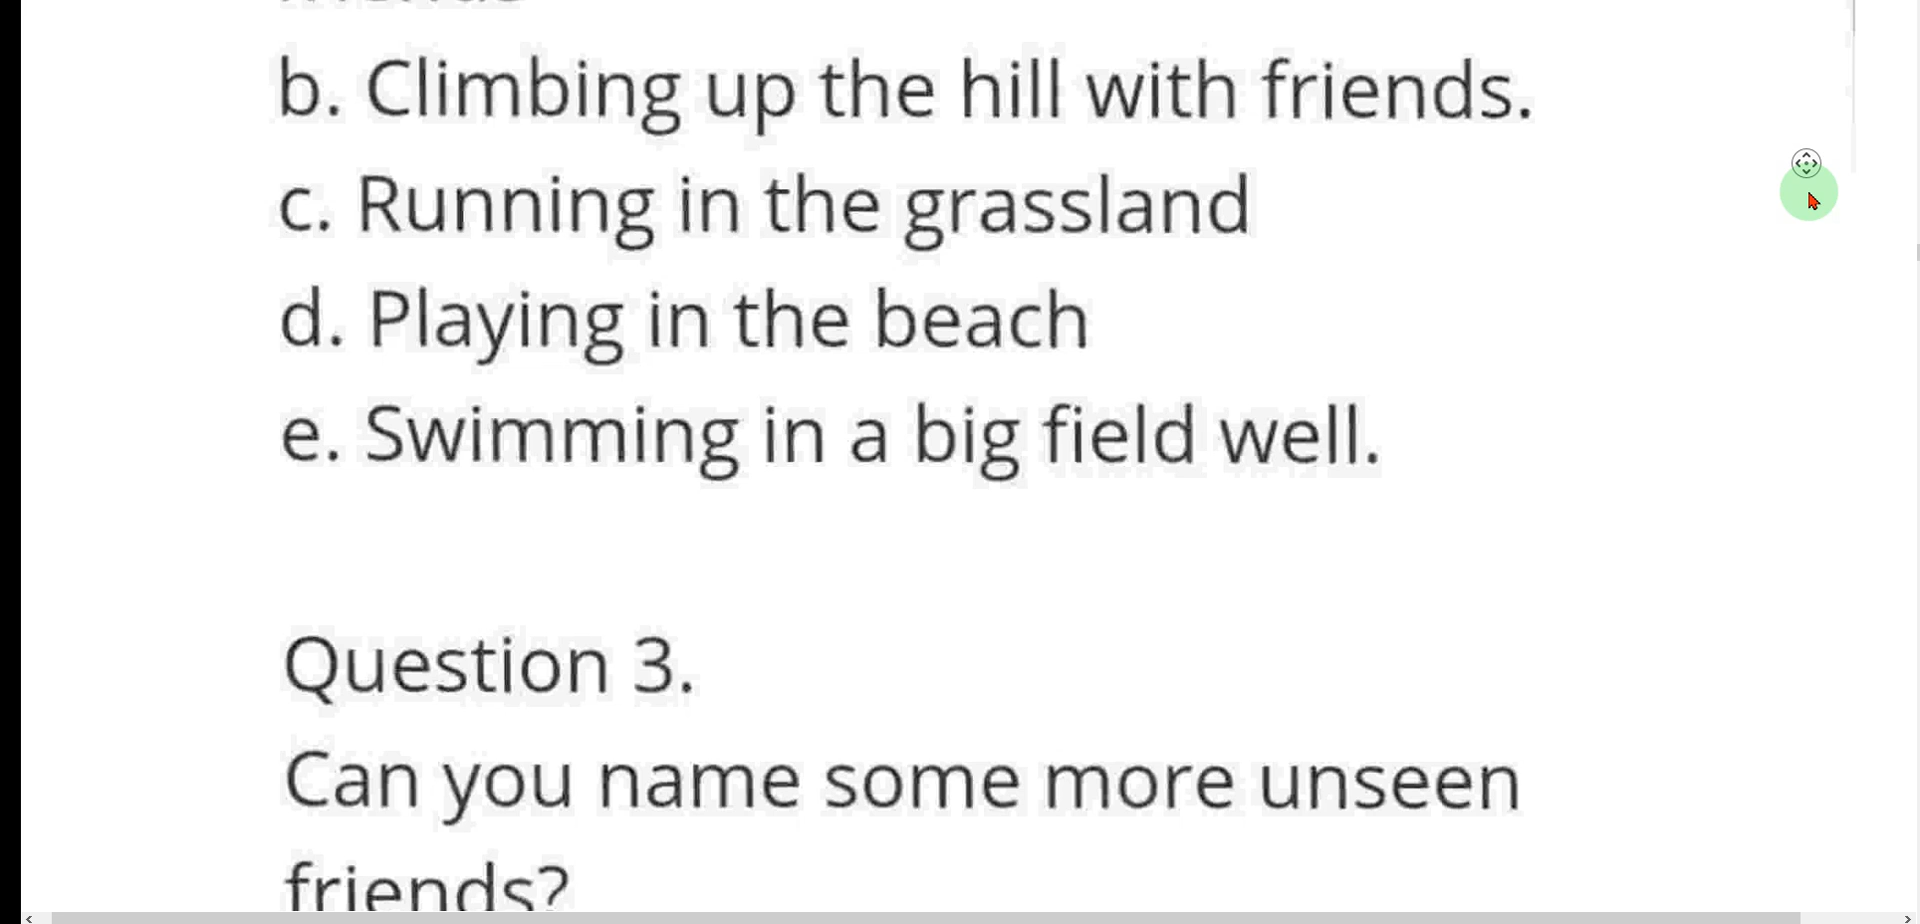 b. Climbing up the hill with friends.
c. Running in the grassland
d. Playing in the beach
e. Swimming in a big field well.
Question 3.
Can you name some more unseen
friends?